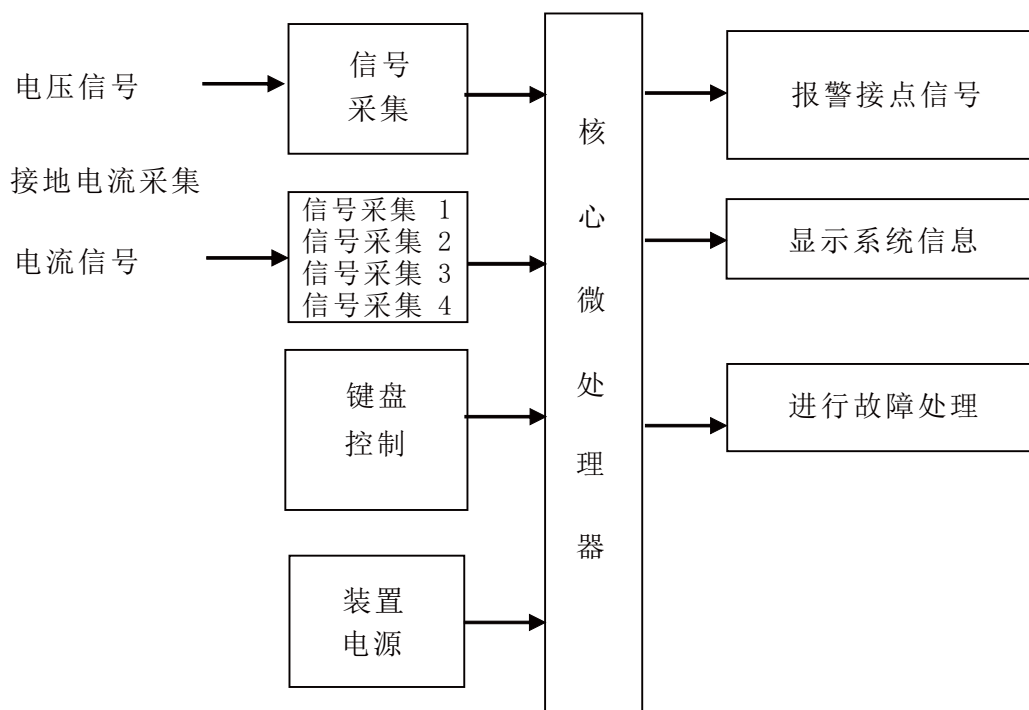 电压信号
信号
采集
接地电流采集
电流信号
信号采集 1
信号采集 2
信号采集 3
信号采集 4
键盘
控制
装置
电源
核
心
微
处
理
器
报警接点信号
显示系统信息
进行故障处理